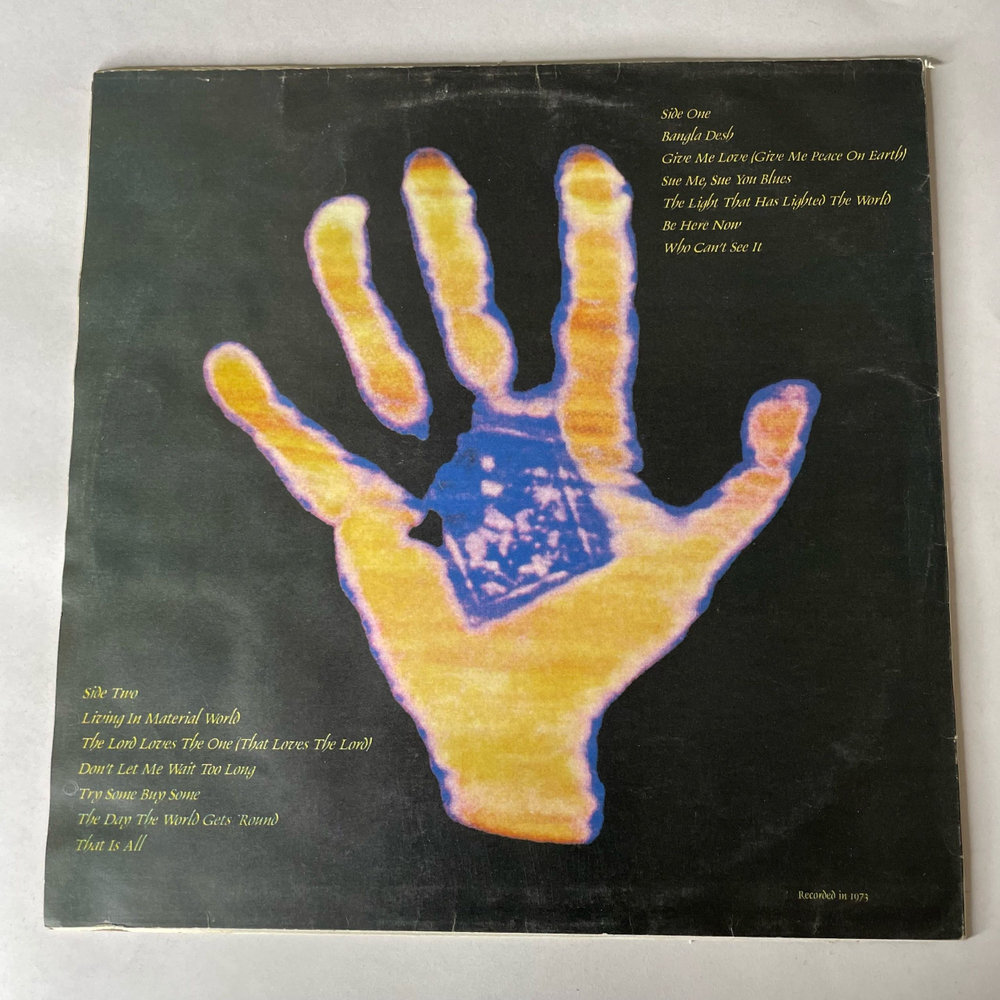 Side One
Bangla Desh
Give Me Love (Give Me Peace On Earth)
Sue Me, Sue You Blues
The Light That Has Lighted The World
Be Here Now
Who Can't See It
Side Two
Living In Material World
The Lord Loves The One (That Loves The Lord)
Don't Let Me Wait Too Long
Try Some Buy Some
The Day The World Gets 'Round
That Is All
Recorded in 1973